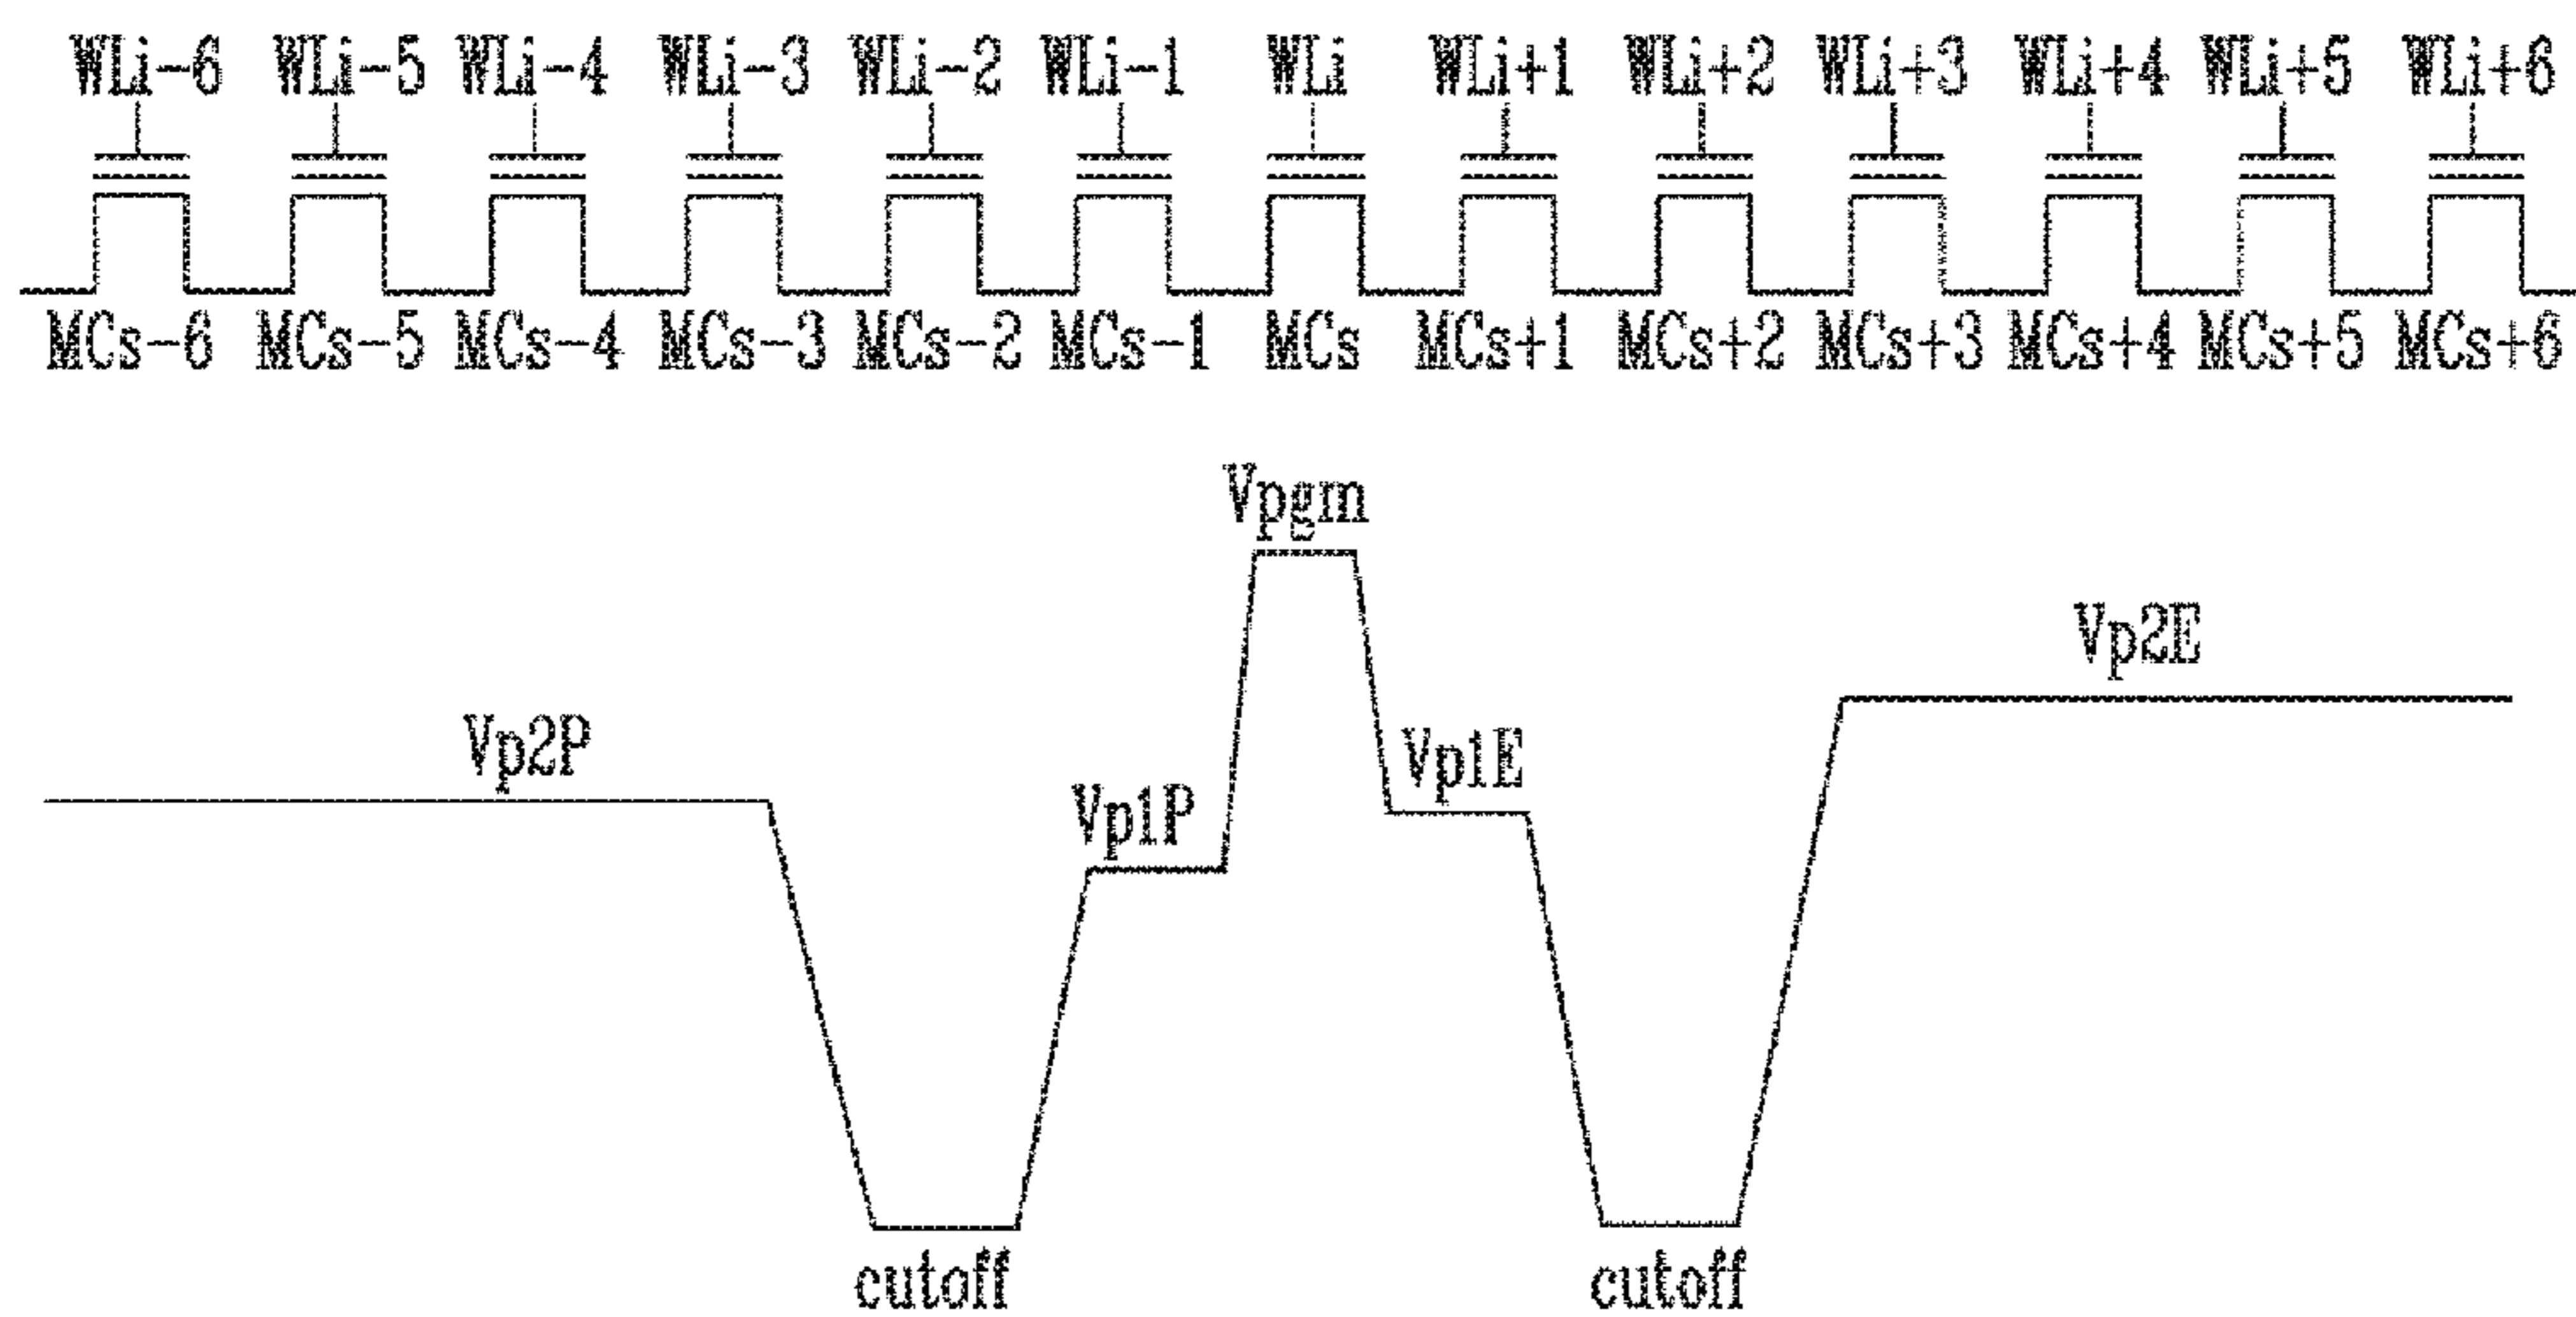 WLi-6 WLi-5 WLi-4 WLi-3 WLi-2 WLi-1 WLi WLi+1 WLi+2 WLi+3 WLi+4 WLi+5 WLi+6
MCs-6 MCs-5 MCs-4 MCs-3 MCs-2 MCs-1 MCs MCs+1 MCs+2 MCs+3 MCs+4 MCs+5 MCs+6
Vpgm
Vp2E
Vp2P
Vp1E
Vp1P
cutoff cutoff